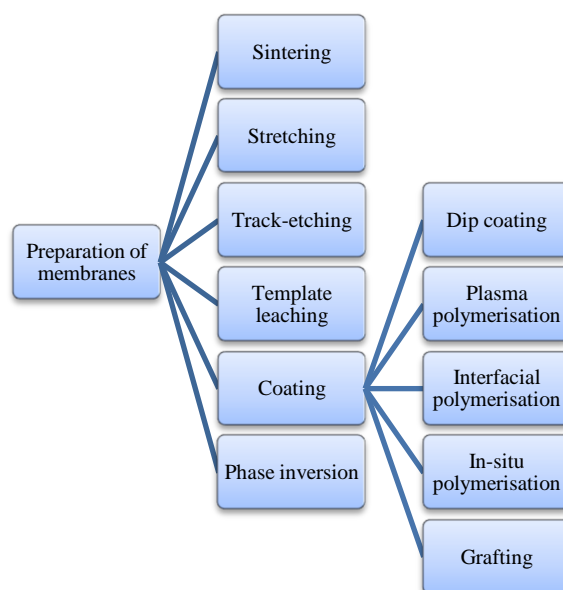 Preparation of
membranes
Sintering
Stretching
Track-etching
Template
leaching
Coating
Phase inversion
Dip coating
Plasma
polymerisation
Interfacial
polymerisation
In-situ
polymerisation
Grafting